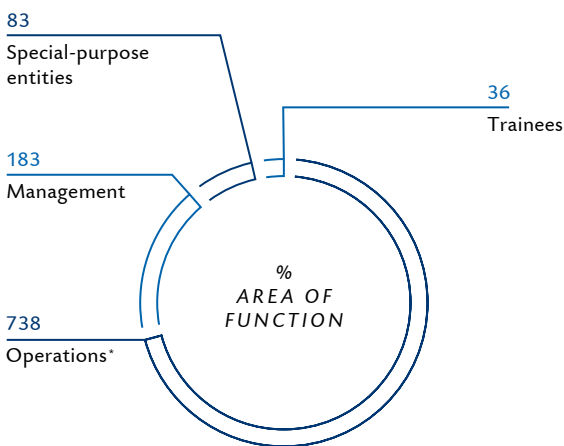 83
Special-purpose
entities
36
Trainees
183
Management
%
AREA OF
FUNCTION
738
Operations*